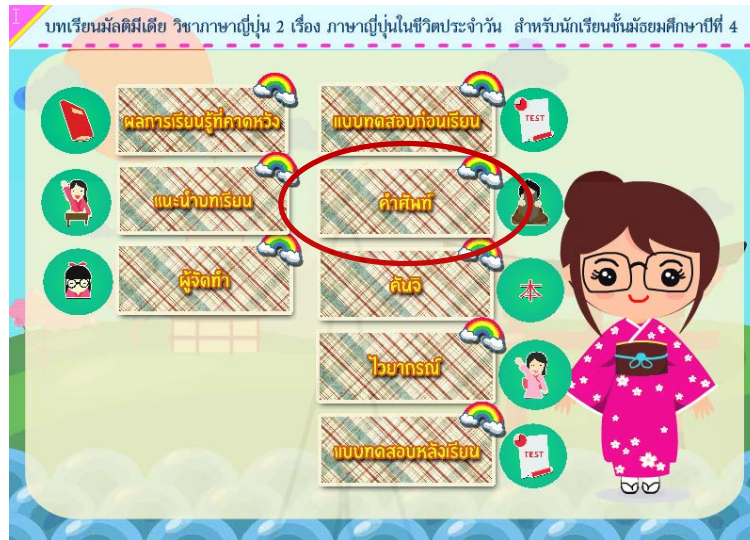 บทเรียนมัลติมีเดีย วิชาภาษาญี่ปุ่น 2 เรื่อง ภาษาญี่ปุ่นในชีวิตประจำวัน สำหรับนักเรียนชั้นมัธยมศึกษาปีที่ 4
ผลการเรียนรู้ที่คาดหวัง
แนะนำบทเรียน
ผู้จัดทำ
แบบทดสอบก่อนเรียน
TEST
คำศัพท์
คันจิ
本
ไวยากรณ์
แบบทดสอบหลังเรียน
TEST